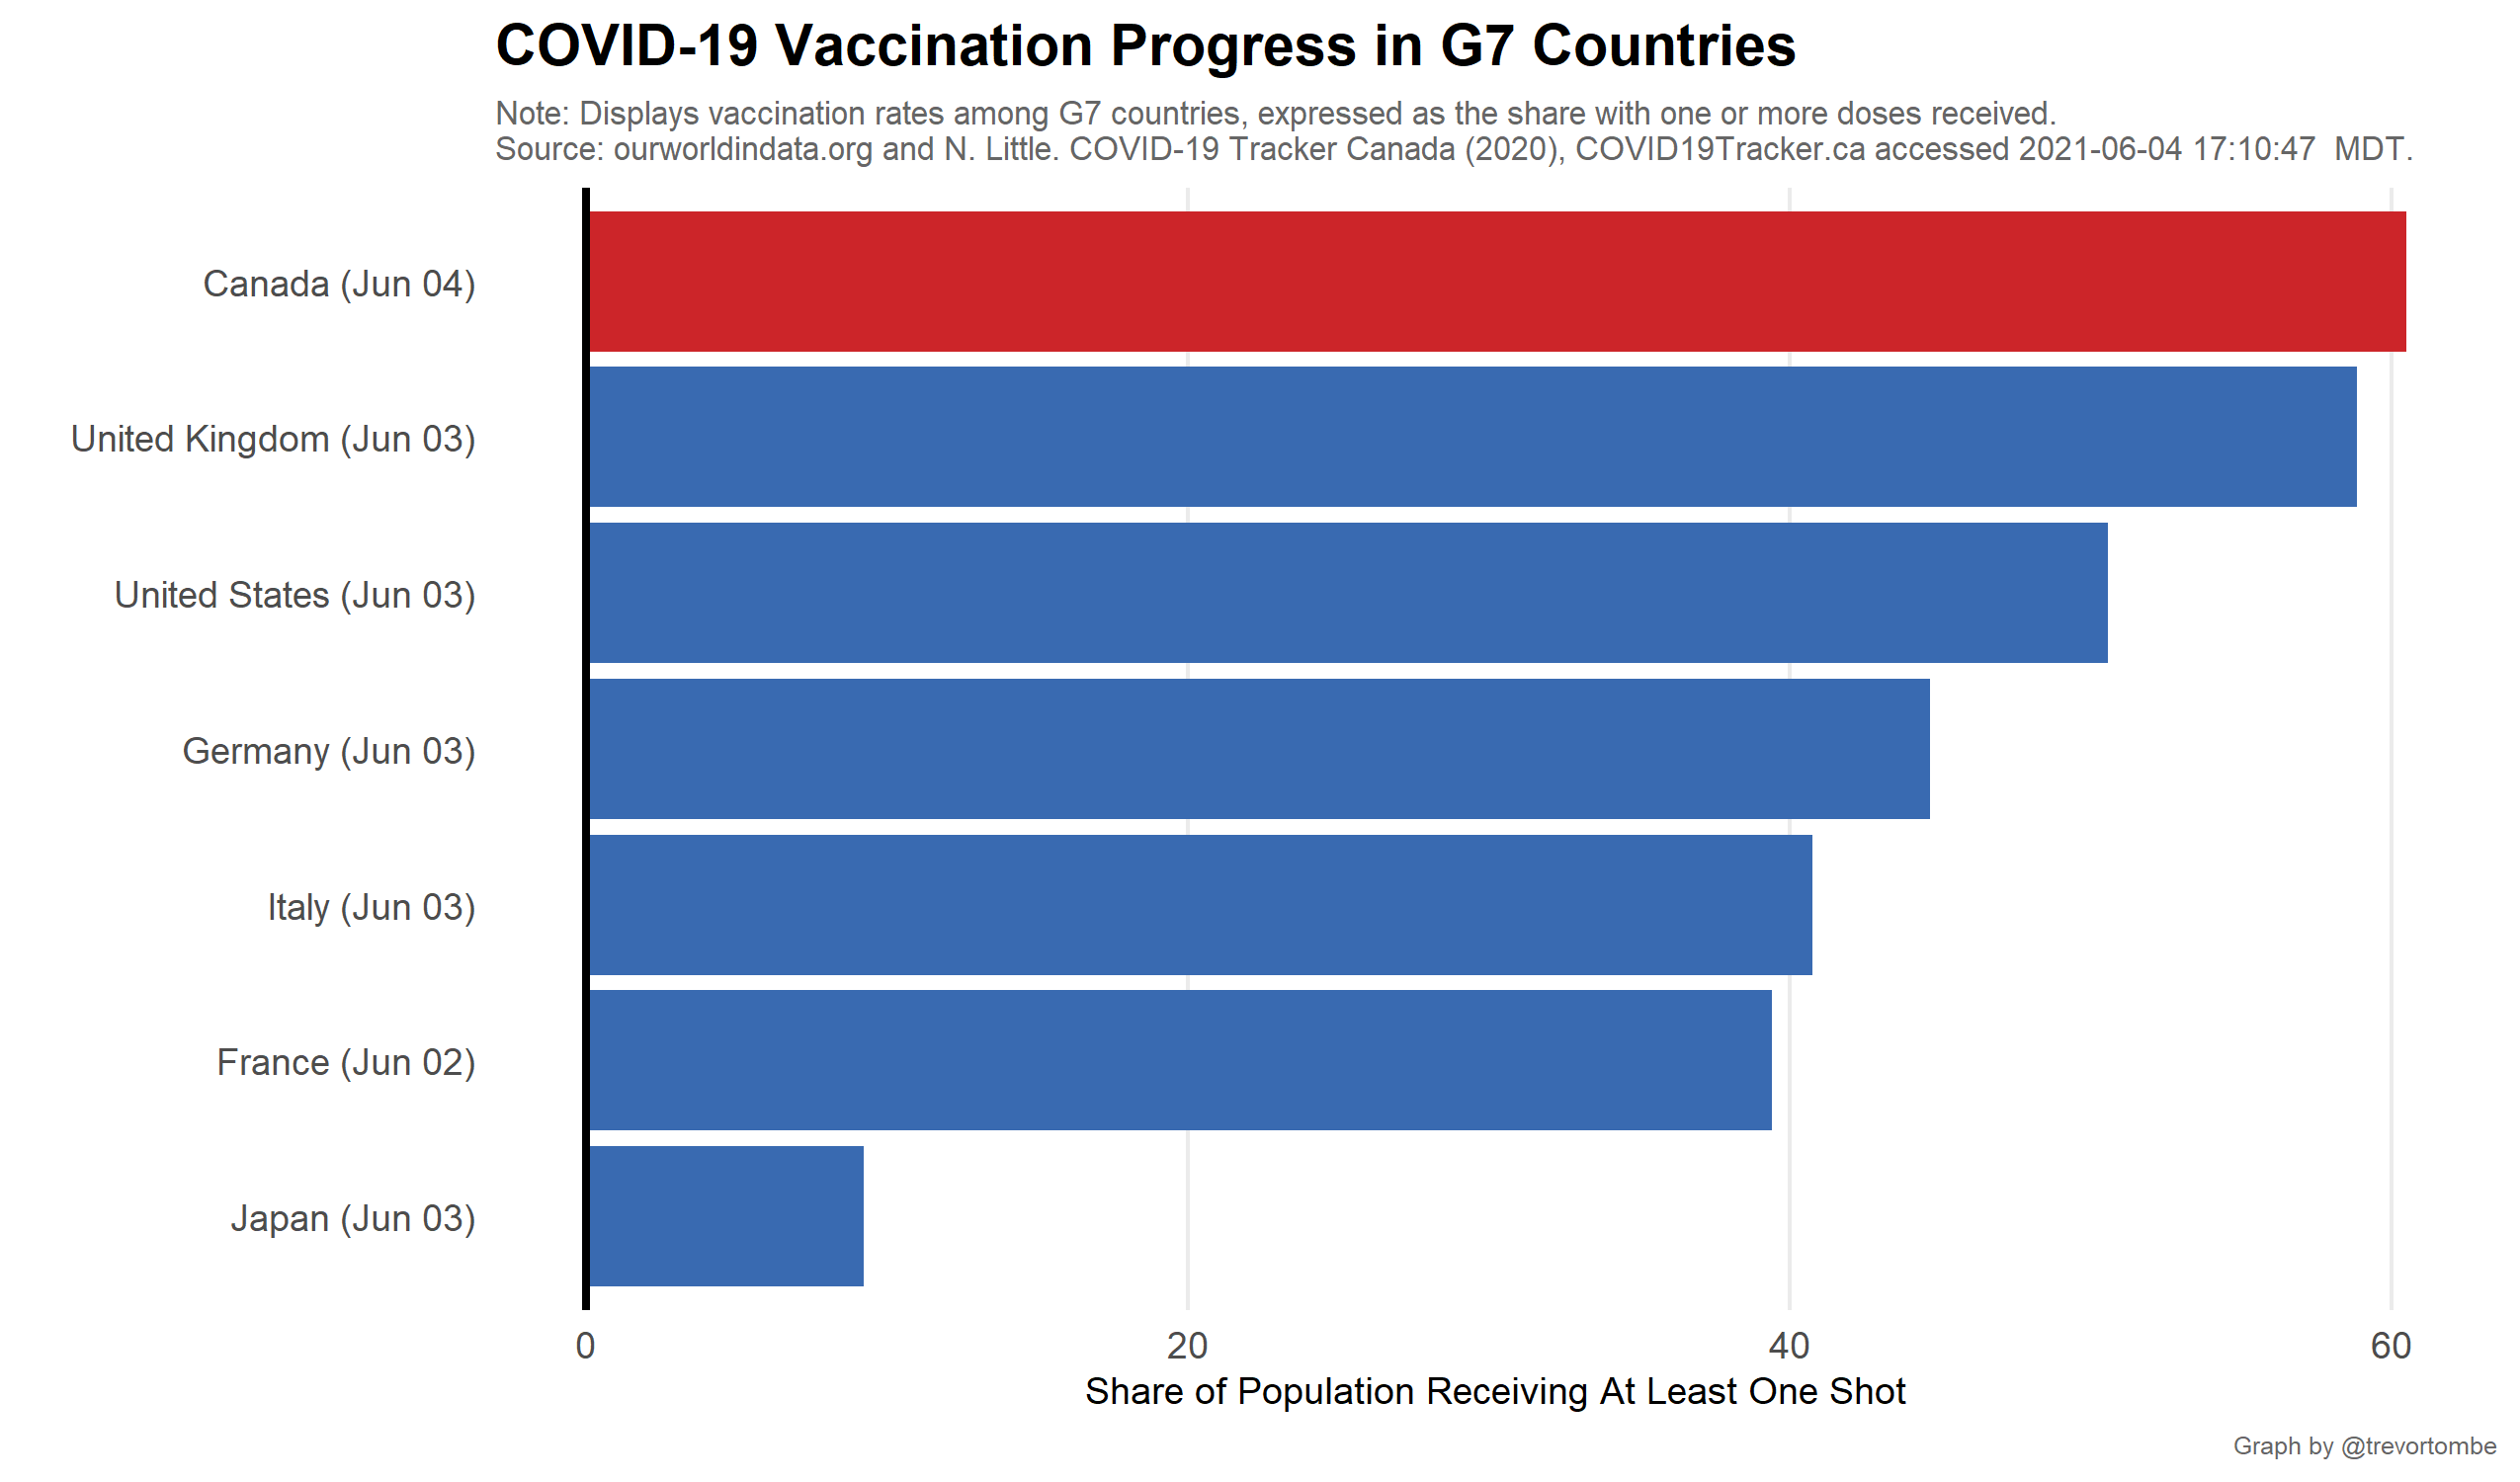 COVID-19 Vaccination Progress in G7 Countries
Note: Displays vaccination rates among G7 countries, expressed as the share with one or more doses received.
Source: ourworldindata.org and N. Little. COVID-19 Tracker Canada (2020), COVID19Tracker.ca accessed 2021-06-04 17:10:47  MDT.
Canada (Jun 04)
United Kingdom (Jun 03)
United States (Jun 03)
Germany (Jun 03)
Italy (Jun 03)
France (Jun 02)
Japan (Jun 03)
0 20 40 60
Share of Population Receiving At Least One Shot
Graph by @trevortombe